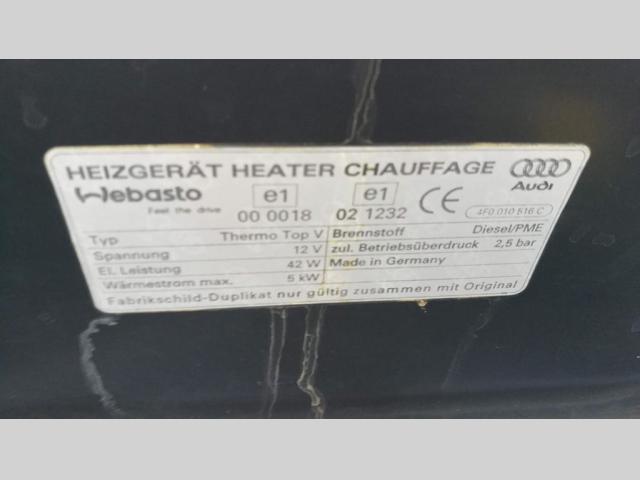 HEIZGERÄT HEATER CHAUFFAGE
Webasto e1 e1 CE Audi
Feel the drive 00 0018 02 1232 4F0 010 516 C
Typ Thermo Top V Brennstoff Diesel/PME
Spannung 12 V zul. Betriebsüberdruck 2,5 bar
El. Leistung 42 W Made in Germany
Wärmestrom max. 5 kW
Fabrikschild-Duplikat nur gültig zusammen mit Original